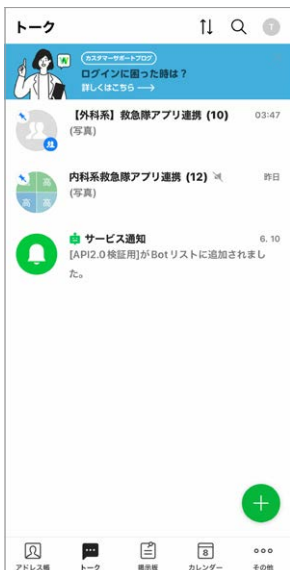 トーク
T
カスタマーサポートブログ
ログインに困った時は？
詳しくはこちら →
【外科系】救急隊アプリ連携 (10) 03:47
(写真)
内科系救急隊アプリ連携 (12) 昨日
(写真)
高
高 高
サービス通知 6. 10
[API2.0検証用]がBotリストに追加されまし
た。
アドレス帳 トーク 掲示板 8 カレンダー その他